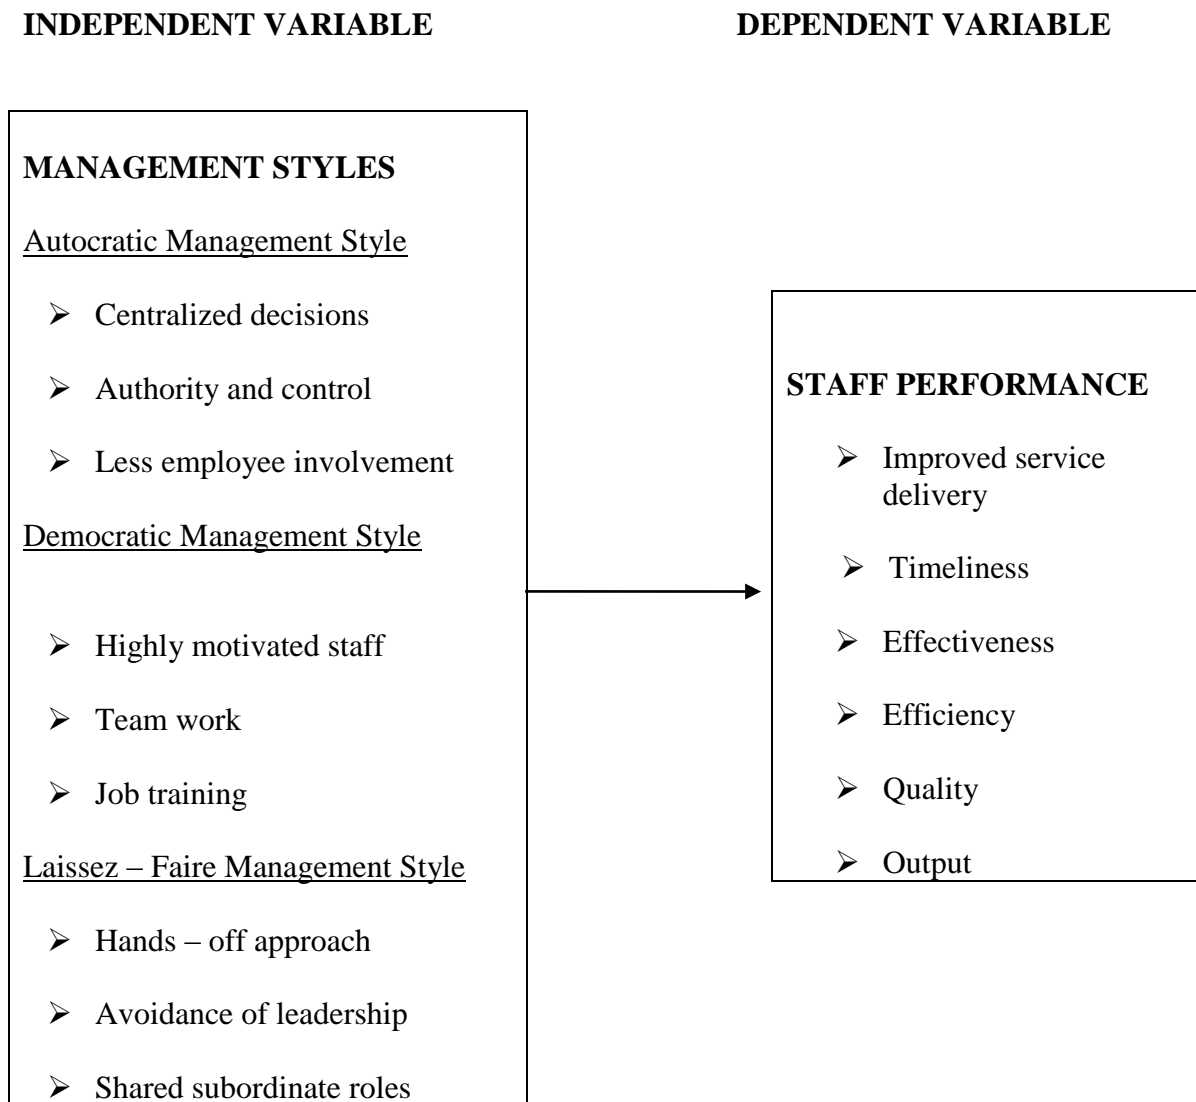 INDEPENDENT VARIABLE
DEPENDENT VARIABLE
MANAGEMENT STYLES
Autocratic Management Style
➢ Centralized decisions
➢ Authority and control
➢ Less employee involvement
Democratic Management Style
➢ Highly motivated staff
➢ Team work
➢ Job training
Laissez – Faire Management Style
➢ Hands – off approach
➢ Avoidance of leadership
➢ Shared subordinate roles
STAFF PERFORMANCE
➢ Improved service
delivery
➢ Timeliness
➢ Effectiveness
➢ Efficiency
➢ Quality
➢ Output